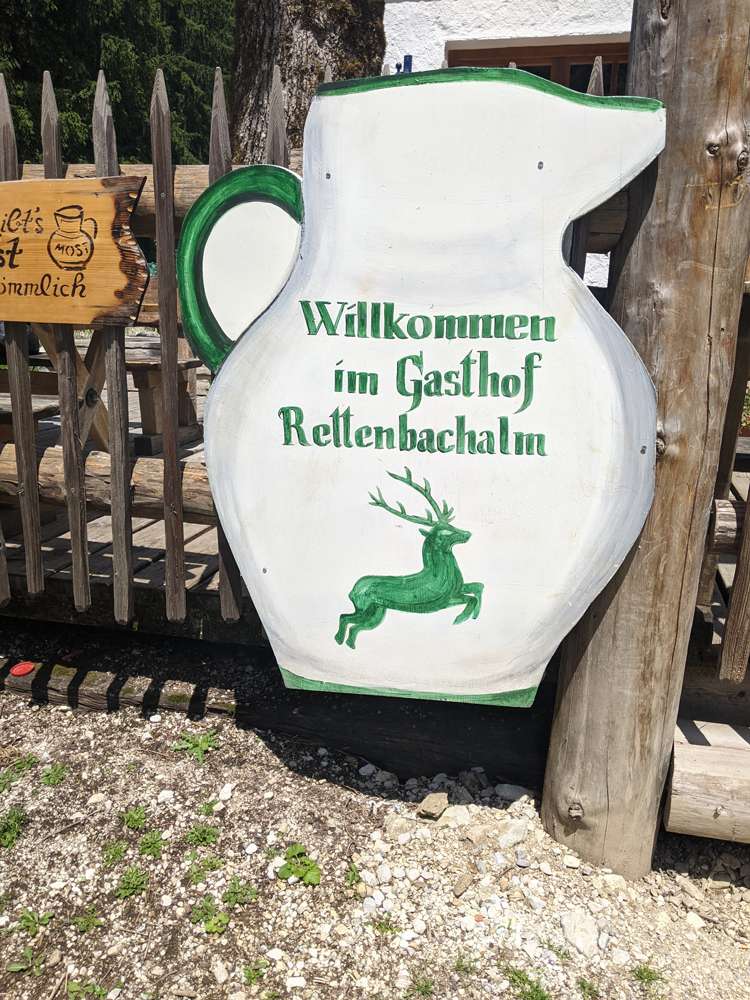 MOST
Willkommen
im Gasthof
Rettenbachalm